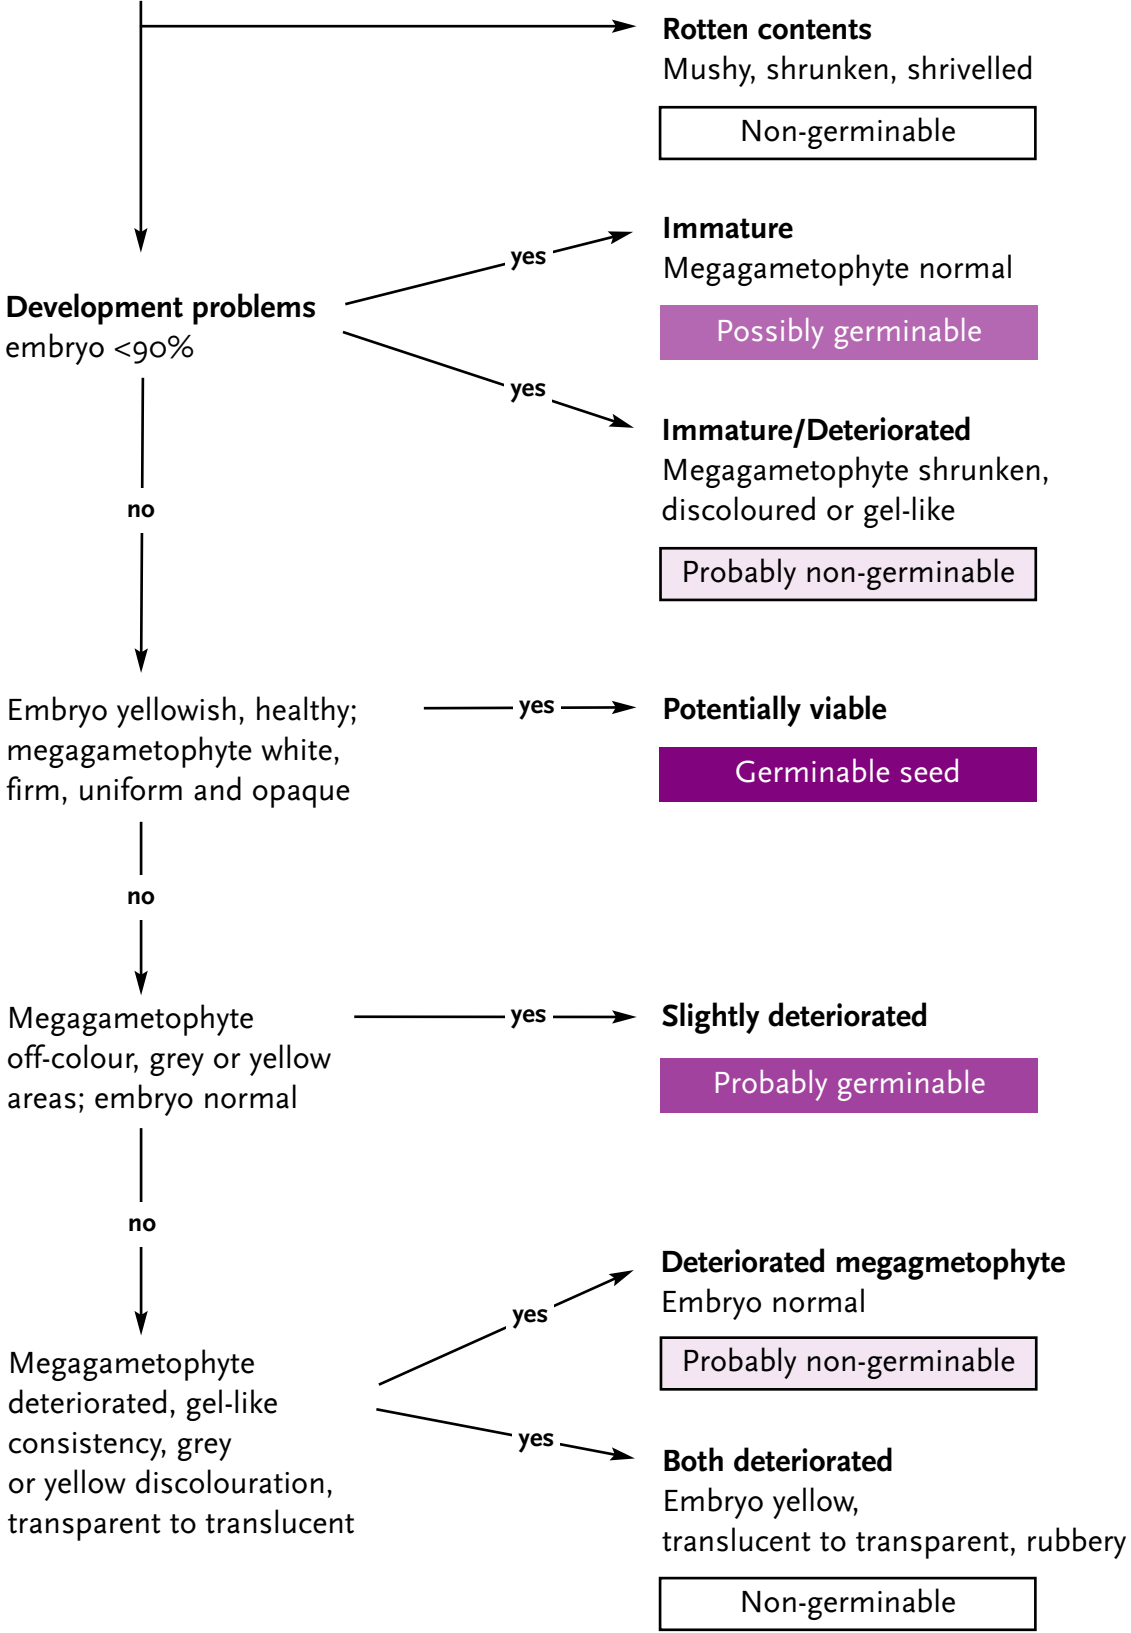 Rotten contents
Mushy, shrunken, shrivelled
Non-germinable
Development problems
embryo <90%
yes
Immature
Megagametophyte normal
Possibly germinable
yes
Immature/Deteriorated
Megagametophyte shrunken,
discoloured or gel-like
Probably non-germinable
no
Embryo yellowish, healthy;
megagametophyte white,
firm, uniform and opaque
yes
Potentially viable
Germinable seed
no
Megagametophyte
off-colour, grey or yellow
areas; embryo normal
yes
Slightly deteriorated
Probably germinable
no
Megagametophyte
deteriorated, gel-like
consistency, grey
or yellow discolouration,
transparent to translucent
yes
Deteriorated megagmetophyte
Embryo normal
Probably non-germinable
yes
Both deteriorated
Embryo yellow,
translucent to transparent, rubbery
Non-germinable